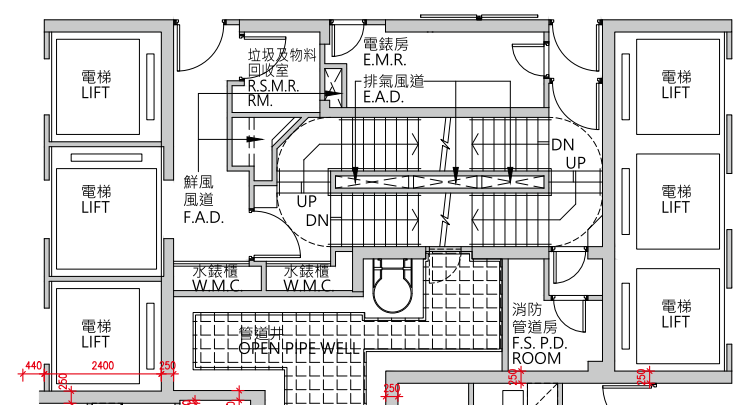 電梯
LIFT
垃圾及物料
回收室
R.S.M.R.
RM.
電錶房
E.M.R.
排氣風道
E.A.D.
電梯
LIFT
DN
UP
鮮風
風道
F.A.D.
電梯
LIFT
UP
DN
電梯
LIFT
水錶櫃
W.M.C.
水錶櫃
W.M.C.
電梯
LIFT
管道井
OPEN PIPE WELL
消防
管道房
F.S. P.D.
ROOM
電梯
LIFT
440
2400
250
250
250
250
250